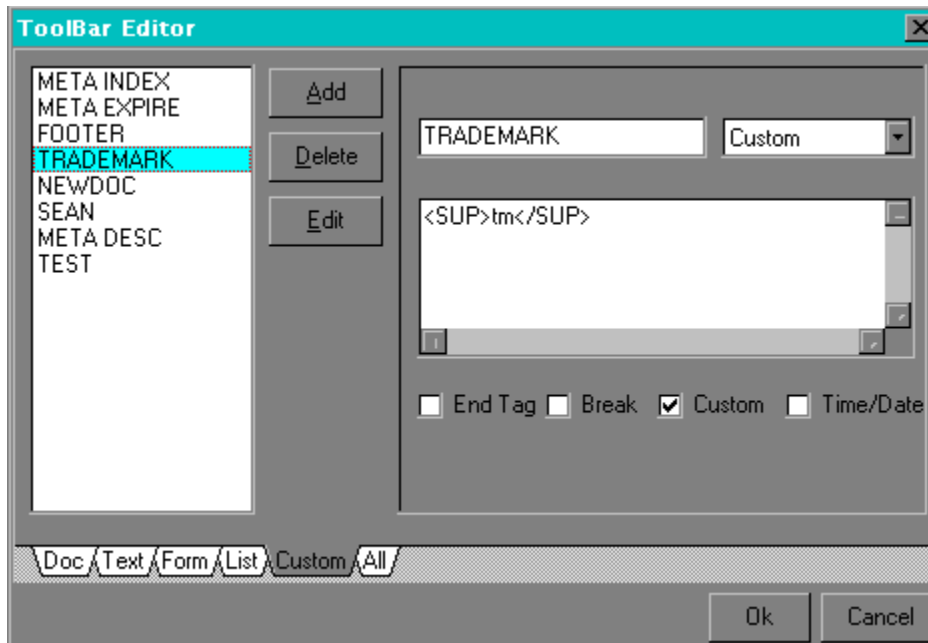 ToolBar Editor
META INDEX
META EXPIRE
FOOTER
TRADEMARK
NEWDOC
SEAN
META DESC
TEST
Add
Delete
Edit
TRADEMARK
Custom
<SUP>tm</SUP>
End Tag Break Custom Time/Date
Doc Text Form List Custom All
Ok Cancel